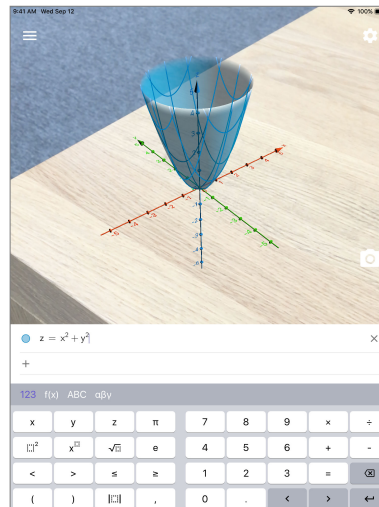 9:41 AM Wed Sep 12 100%
z = x² + y²
+
123 f(x) ABC αβγ
x y z π 7 8 9 × ÷
² x √ e 4 5 6 + -
< > ≤ ≥ 1 2 3 =
( ) , 0 . < >